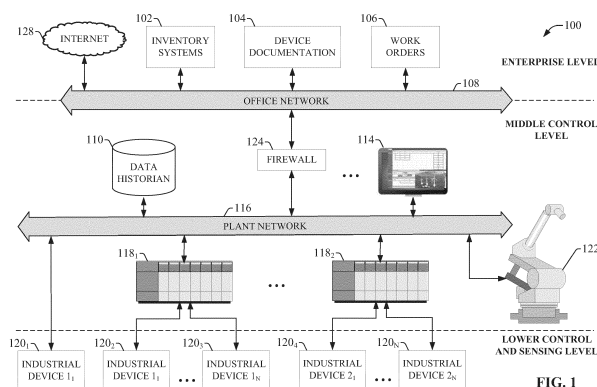 128
INTERNET
102
INVENTORY
SYSTEMS
104
DEVICE
DOCUMENTATION
106
WORK
ORDERS
100
ENTERPRISE LEVEL
108
OFFICE NETWORK
MIDDLE CONTROL
LEVEL
110
DATA
HISTORIAN
124
FIREWALL
...
114
116
PLANT NETWORK
118₁
...
118₂
122
LOWER CONTROL
AND SENSING LEVEL
120₁
INDUSTRIAL
DEVICE 1₁
120₂
INDUSTRIAL
DEVICE 1₁
...
120₃
INDUSTRIAL
DEVICE 1N
120₄
INDUSTRIAL
DEVICE 2₁
...
120N
INDUSTRIAL
DEVICE 2N
FIG. 1